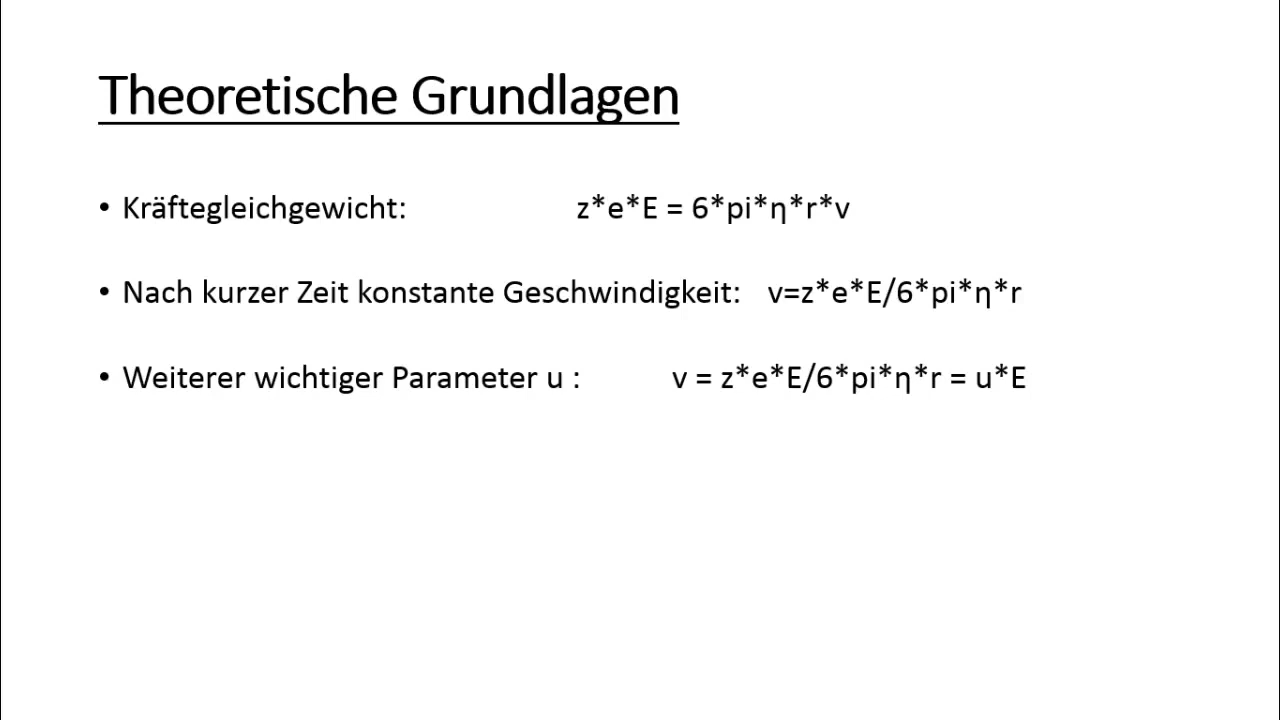 Theoretische Grundlagen
• Kräftegleichgewicht: z*e*E = 6*pi*η*r*v
• Nach kurzer Zeit konstante Geschwindigkeit: v=z*e*E/6*pi*η*r
• Weiterer wichtiger Parameter u : v = z*e*E/6*pi*η*r = u*E